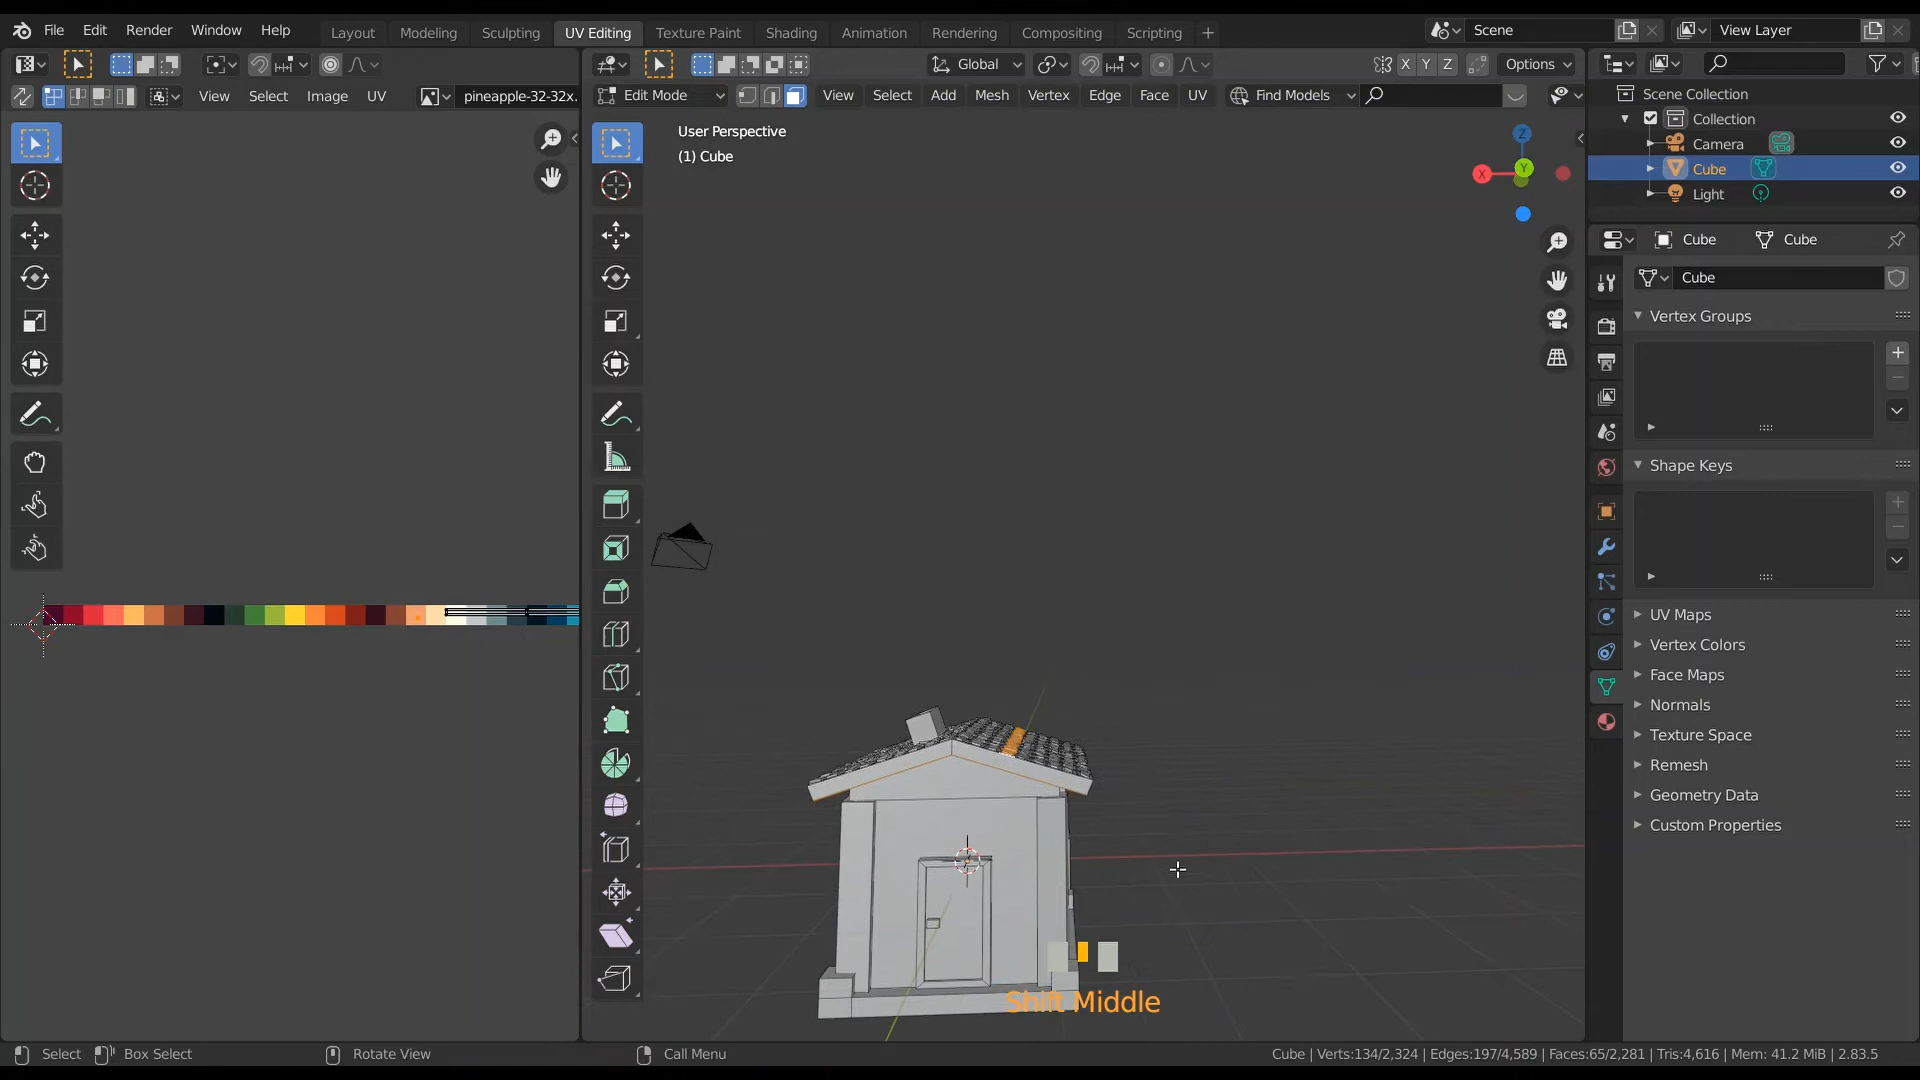 File Edit Render Window Help Layout Modeling Sculpting UV Editing Texture Paint Shading Animation Rendering Compositing Scripting + Scene View Layer
Global X Y Z Options
View Select Image UV pineapple-32-32x. Edit Mode View Select Add Mesh Vertex Edge Face UV Find Models
User Perspective
(1) Cube
Z
X Y
Scene Collection
Collection
Camera
Cube
Light
Cube Cube
Cube
Vertex Groups
Shape Keys
UV Maps
Vertex Colors
Face Maps
Normals
Texture Space
Remesh
Geometry Data
Custom Properties
Shift Middle
Select Box Select Rotate View Call Menu Cube | Verts:134/2,324 | Edges:197/4,589 | Faces:65/2,281 | Tris:4,616 | Mem: 41.2 MiB | 2.83.5